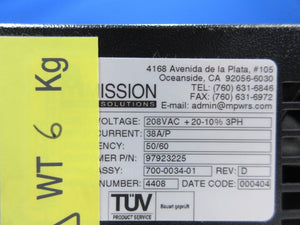 4168 Avenida de la Plata, #105
Oceanside, CA 92056-6030
TEL: (760) 631-6846
FAX: (760) 631-6972
E-mail: admin@mpwrs.com
MISSION
SOLUTIONS
VOLTAGE: 208VAC +20-10% 3PH
CURRENT: 38A/P
ENCY: 50/60
MER P/N: 97923225
ASSY: 700-0034-01 REV: D
NUMBER: 4408 DATE CODE: 000404
TÜV
PRODUCT SERVICE
Bauart geprüft
WT 6 Kg